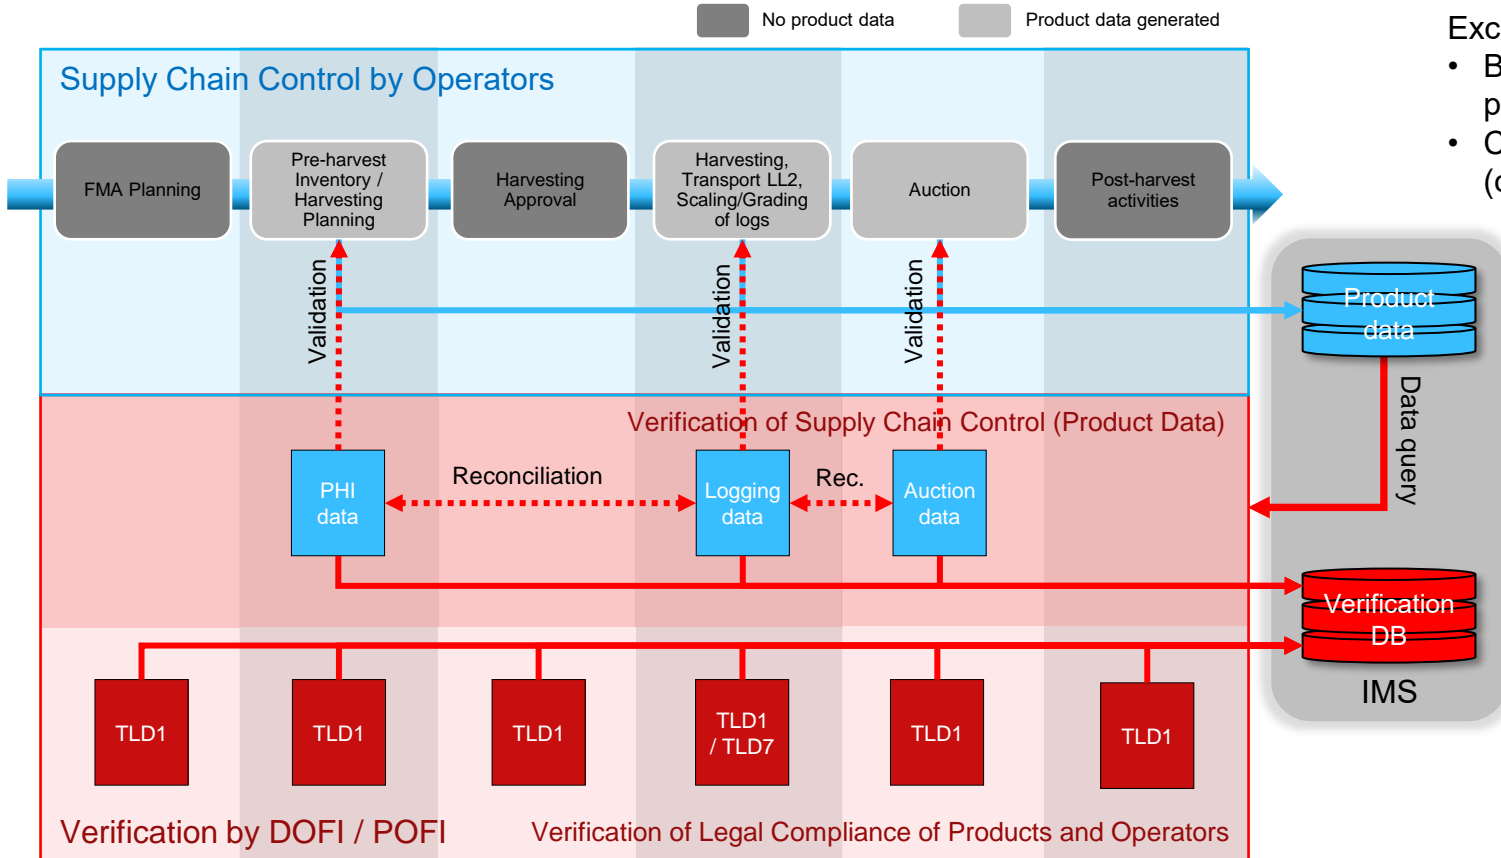 No product data
Product data generated
Exc
• B
p
• C
(c
Supply Chain Control by Operators
FMA Planning
Pre-harvest
Inventory /
Harvesting
Planning
Harvesting
Approval
Harvesting,
Transport LL2,
Scaling/Grading
of logs
Auction
Post-harvest
activities
Validation
Validation
Validation
Product
data
Data query
Verification of Supply Chain Control (Product Data)
PHI
data
Reconciliation
Logging
data
Rec.
Auction
data
Verification
DB
IMS
TLD1
TLD1
TLD1
TLD1
/ TLD7
TLD1
TLD1
Verification by DOFI / POFI
Verification of Legal Compliance of Products and Operators